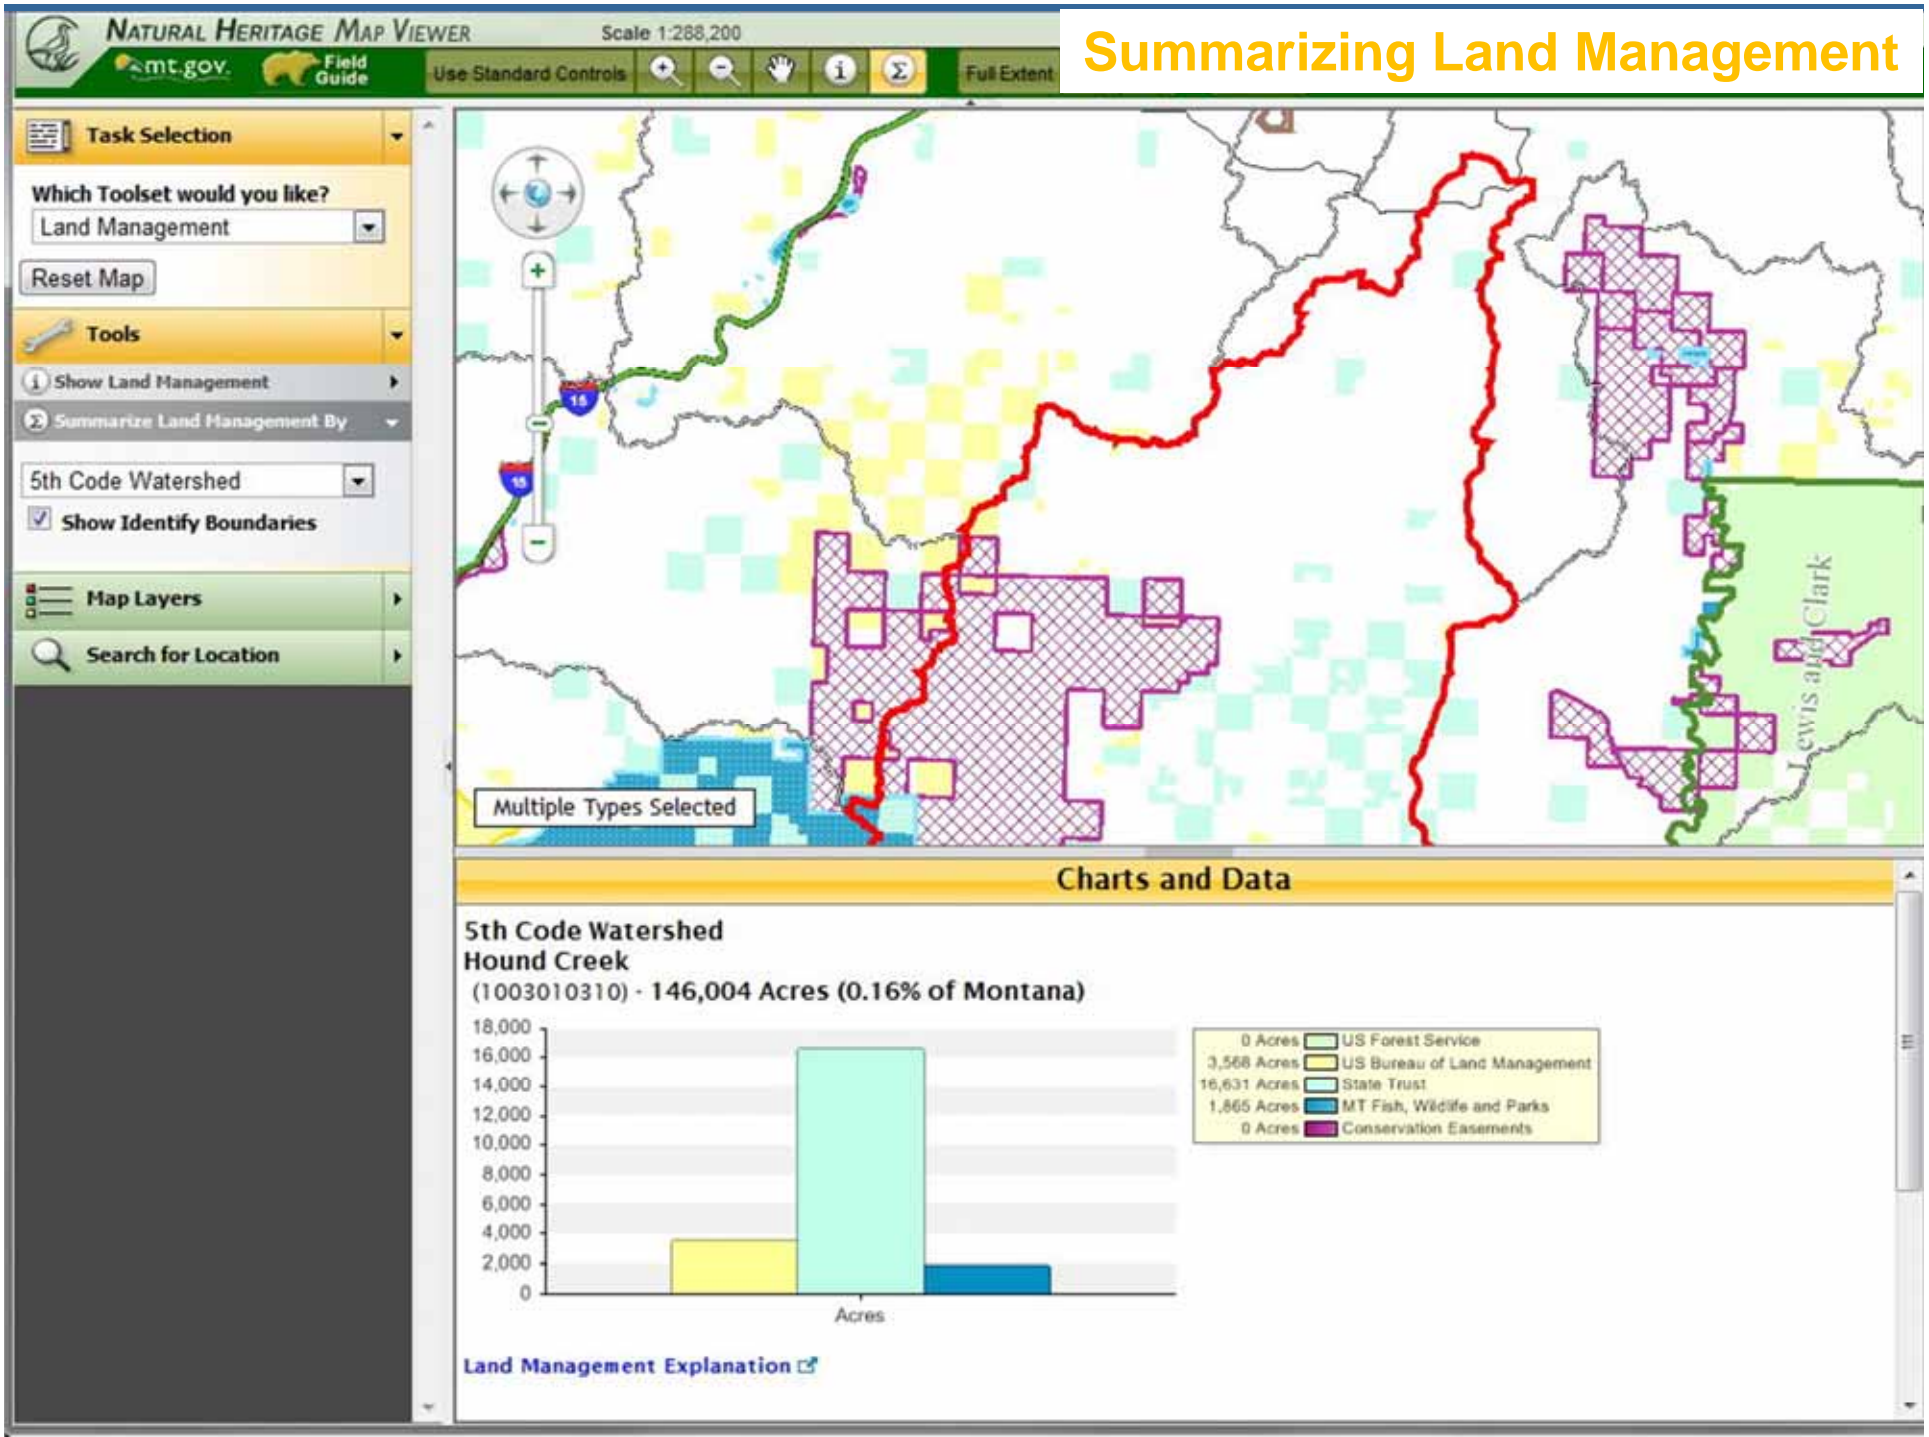 NATURAL HERITAGE MAP VIEWER
Scale 1:288,200
Summarizing Land Management
mt.gov.
Field
Guide
Use Standard Controls
i
Σ
Full Extent
Task Selection
Which Toolset would you like?
Land Management
Reset Map
Tools
i Show Land Management
Σ Summarize Land Management By
5th Code Watershed
Show Identify Boundaries
Map Layers
Search for Location
15
15
Lewis and Clark
Multiple Types Selected
Charts and Data
5th Code Watershed
Hound Creek
(1003010310) - 146,004 Acres (0.16% of Montana)
18,000
16,000
14,000
12,000
10,000
8,000
6,000
4,000
2,000
0
Acres
0 Acres US Forest Service
3,568 Acres US Bureau of Land Management
16,631 Acres State Trust
1,865 Acres MT Fish, Wildlife and Parks
0 Acres Conservation Easements
Land Management Explanation